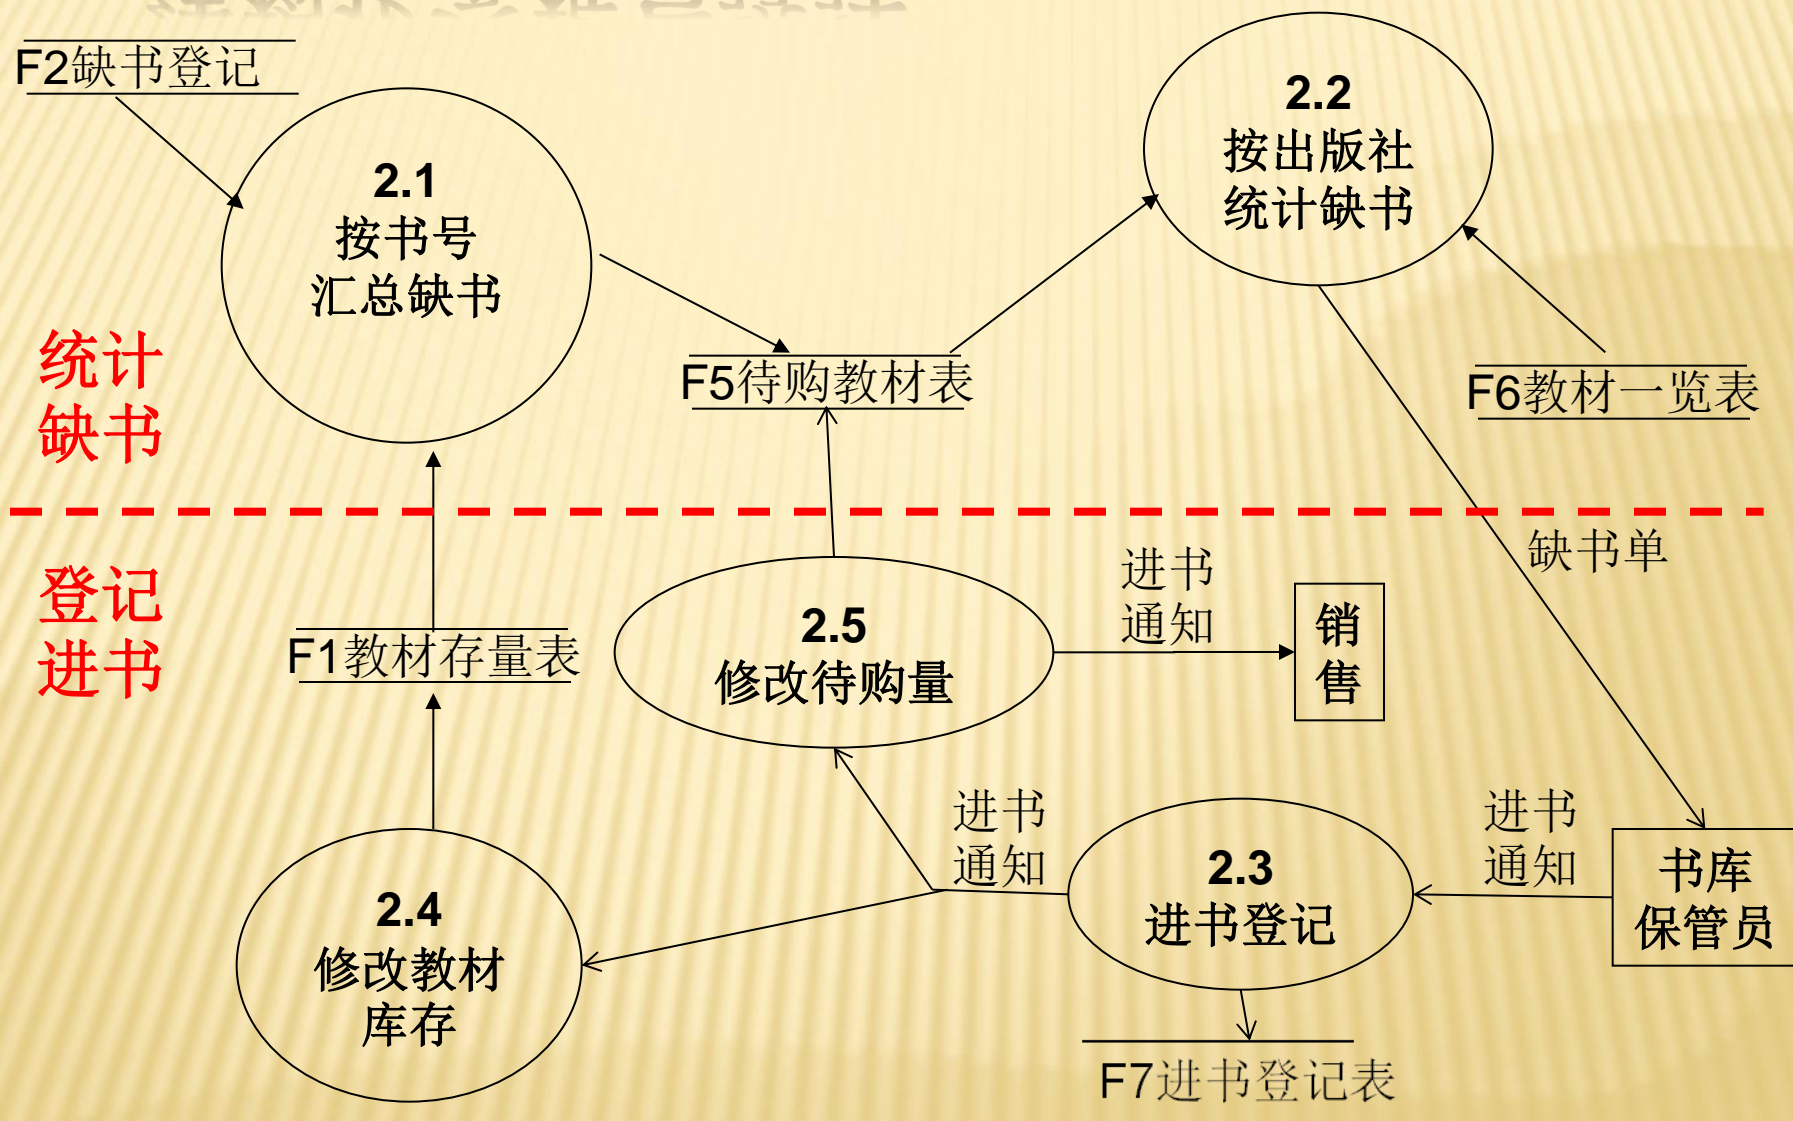 F2缺书登记
2.1
按书号
汇总缺书
2.2
按出版社
统计缺书
统计
缺书
F5待购教材表
F6教材一览表
缺书单
登记
进书
F1教材存量表
2.5
修改待购量
进书
通知
销
售
2.4
修改教材
库存
进书
通知
2.3
进书登记
进书
通知
书库
保管员
F7进书登记表